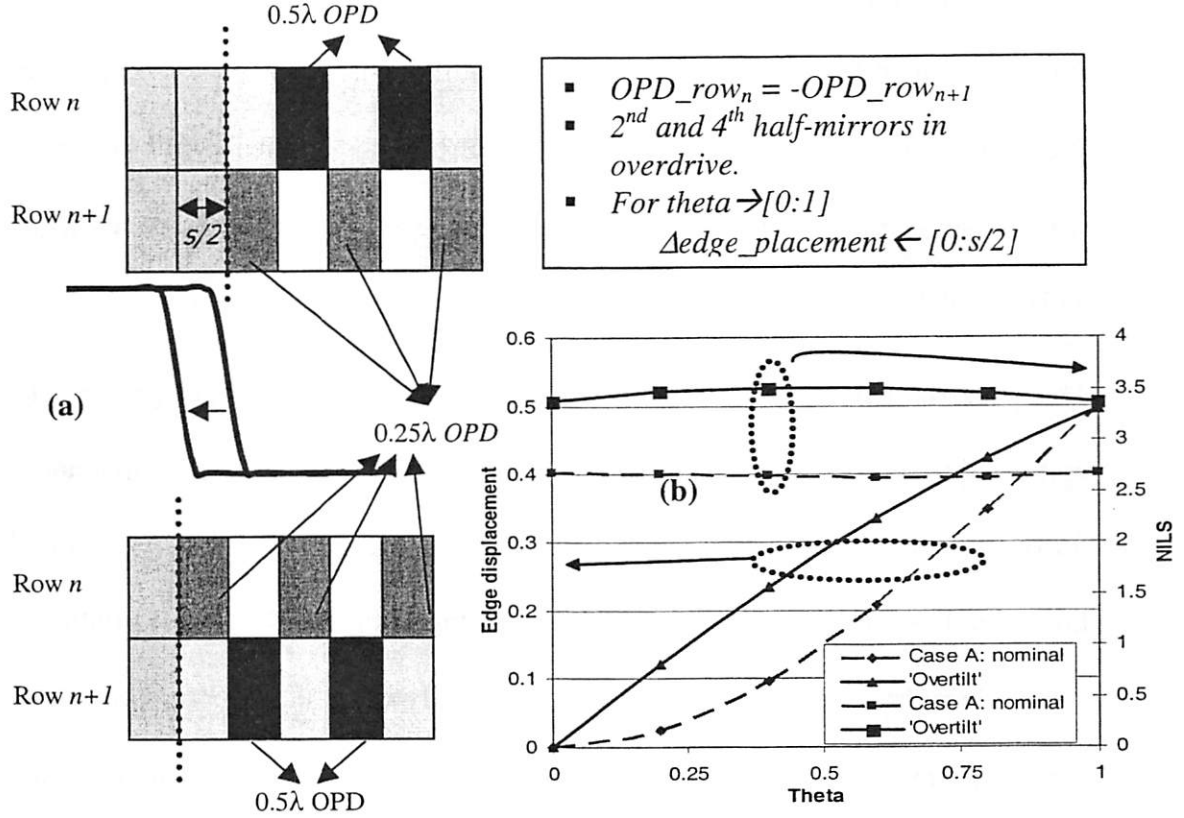 0.5λ OPD
Row n
Row n+1
s/2
▪ OPD_rowₙ = -OPD_rowₙ₊₁
▪ 2ⁿᵈ and 4ᵗʰ half-mirrors in
overdrive.
▪ For theta →[0:1]
Δedge_placement ← [0:s/2]
(a)
0.25λ OPD
Row n
Row n+1
0.5λ OPD
0.6
0.5
0.4
0.3
0.2
0.1
0
Edge displacement
4
3.5
3
2.5
2
1.5
1
0.5
0
NILS
(b)
Case A: nominal
'Overtilt'
Case A: nominal
'Overtilt'
0
0.25
0.5
0.75
1
Theta